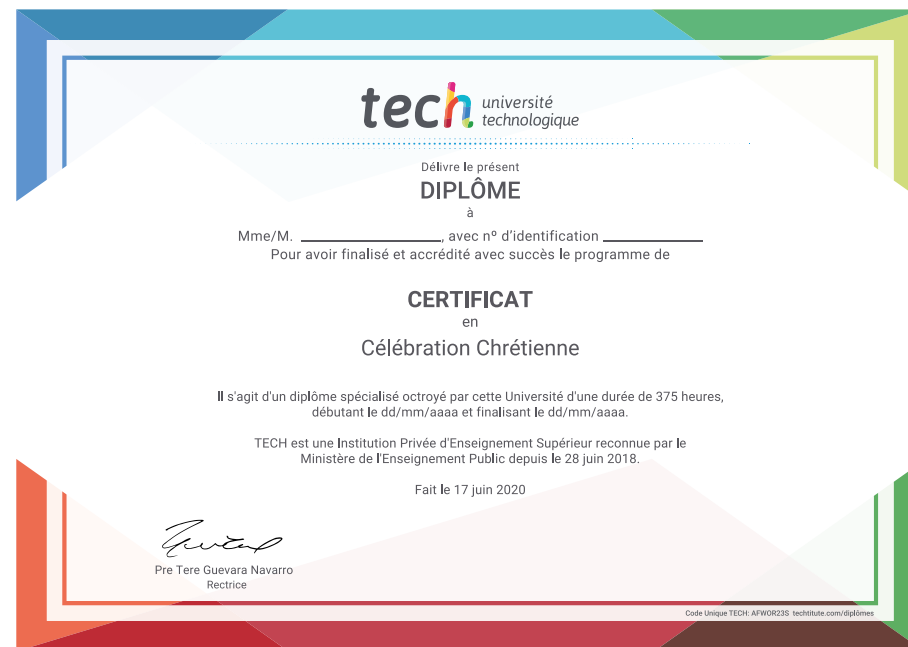 tech université
technologique
Délivre le présent
DIPLÔME
à
Mme/M. ____________________, avec nº d'identification ______________
Pour avoir finalisé et accrédité avec succès le programme de
CERTIFICAT
en
Célébration Chrétienne
Il s'agit d'un diplôme spécialisé octroyé par cette Université d'une durée de 375 heures,
débutant le dd/mm/aaaa et finalisant le dd/mm/aaaa.
TECH est une Institution Privée d'Enseignement Supérieur reconnue par le
Ministère de l'Enseignement Public depuis le 28 juin 2018.
Fait le 17 juin 2020
Pre Tere Guevara Navarro
Rectrice
Code Unique TECH: AFWOR23S techtitute.com/diplômes